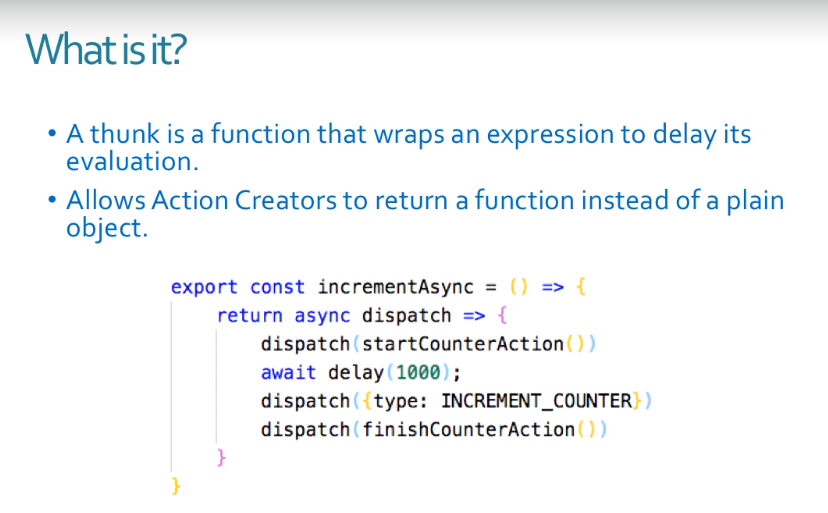 What is it?
• A thunk is a function that wraps an expression to delay its
evaluation.
• Allows Action Creators to return a function instead of a plain
object.
export const incrementAsync = () => {
return async dispatch => {
dispatch(startCounterAction())
await delay(1000);
dispatch({type: INCREMENT_COUNTER})
dispatch(finishCounterAction())
}
}